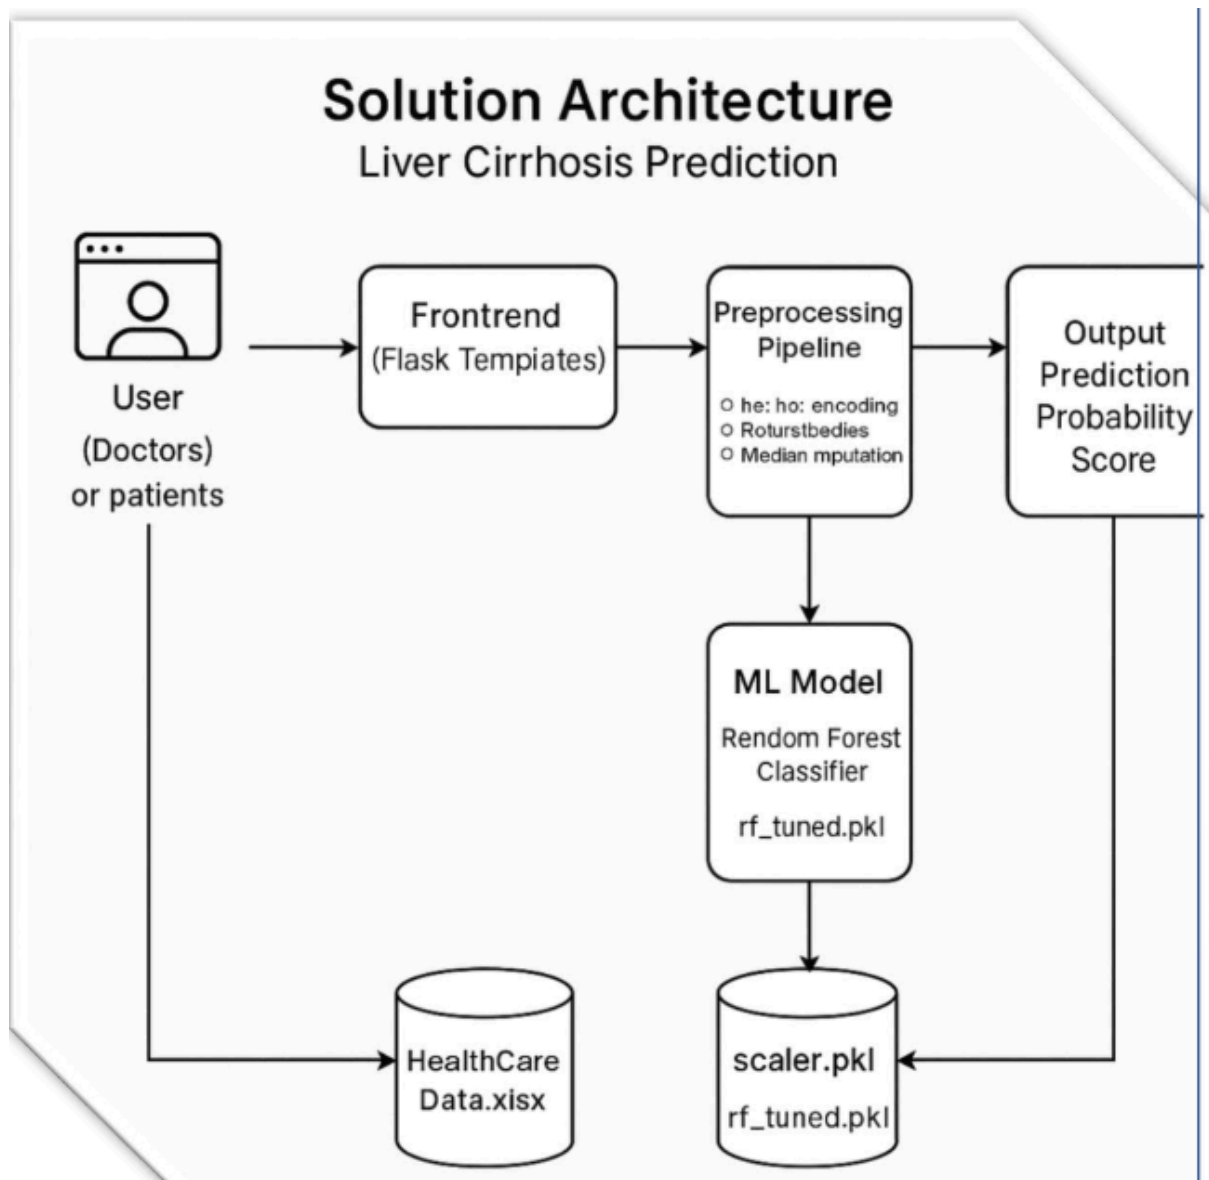 Solution Architecture
Liver Cirrhosis Prediction
User
(Doctors)
or patients
Frontrend
(Flask Tempiates)
Preprocessing
Pipeline
he: ho: encoding
Roturstbedies
Median mputation
Output
Prediction
Probability
Score
ML Model
Rendom Forest
Classifier
rf_tuned.pkl
HealthCare
Data.xisx
scaler.pkl
rf_tuned.pkl